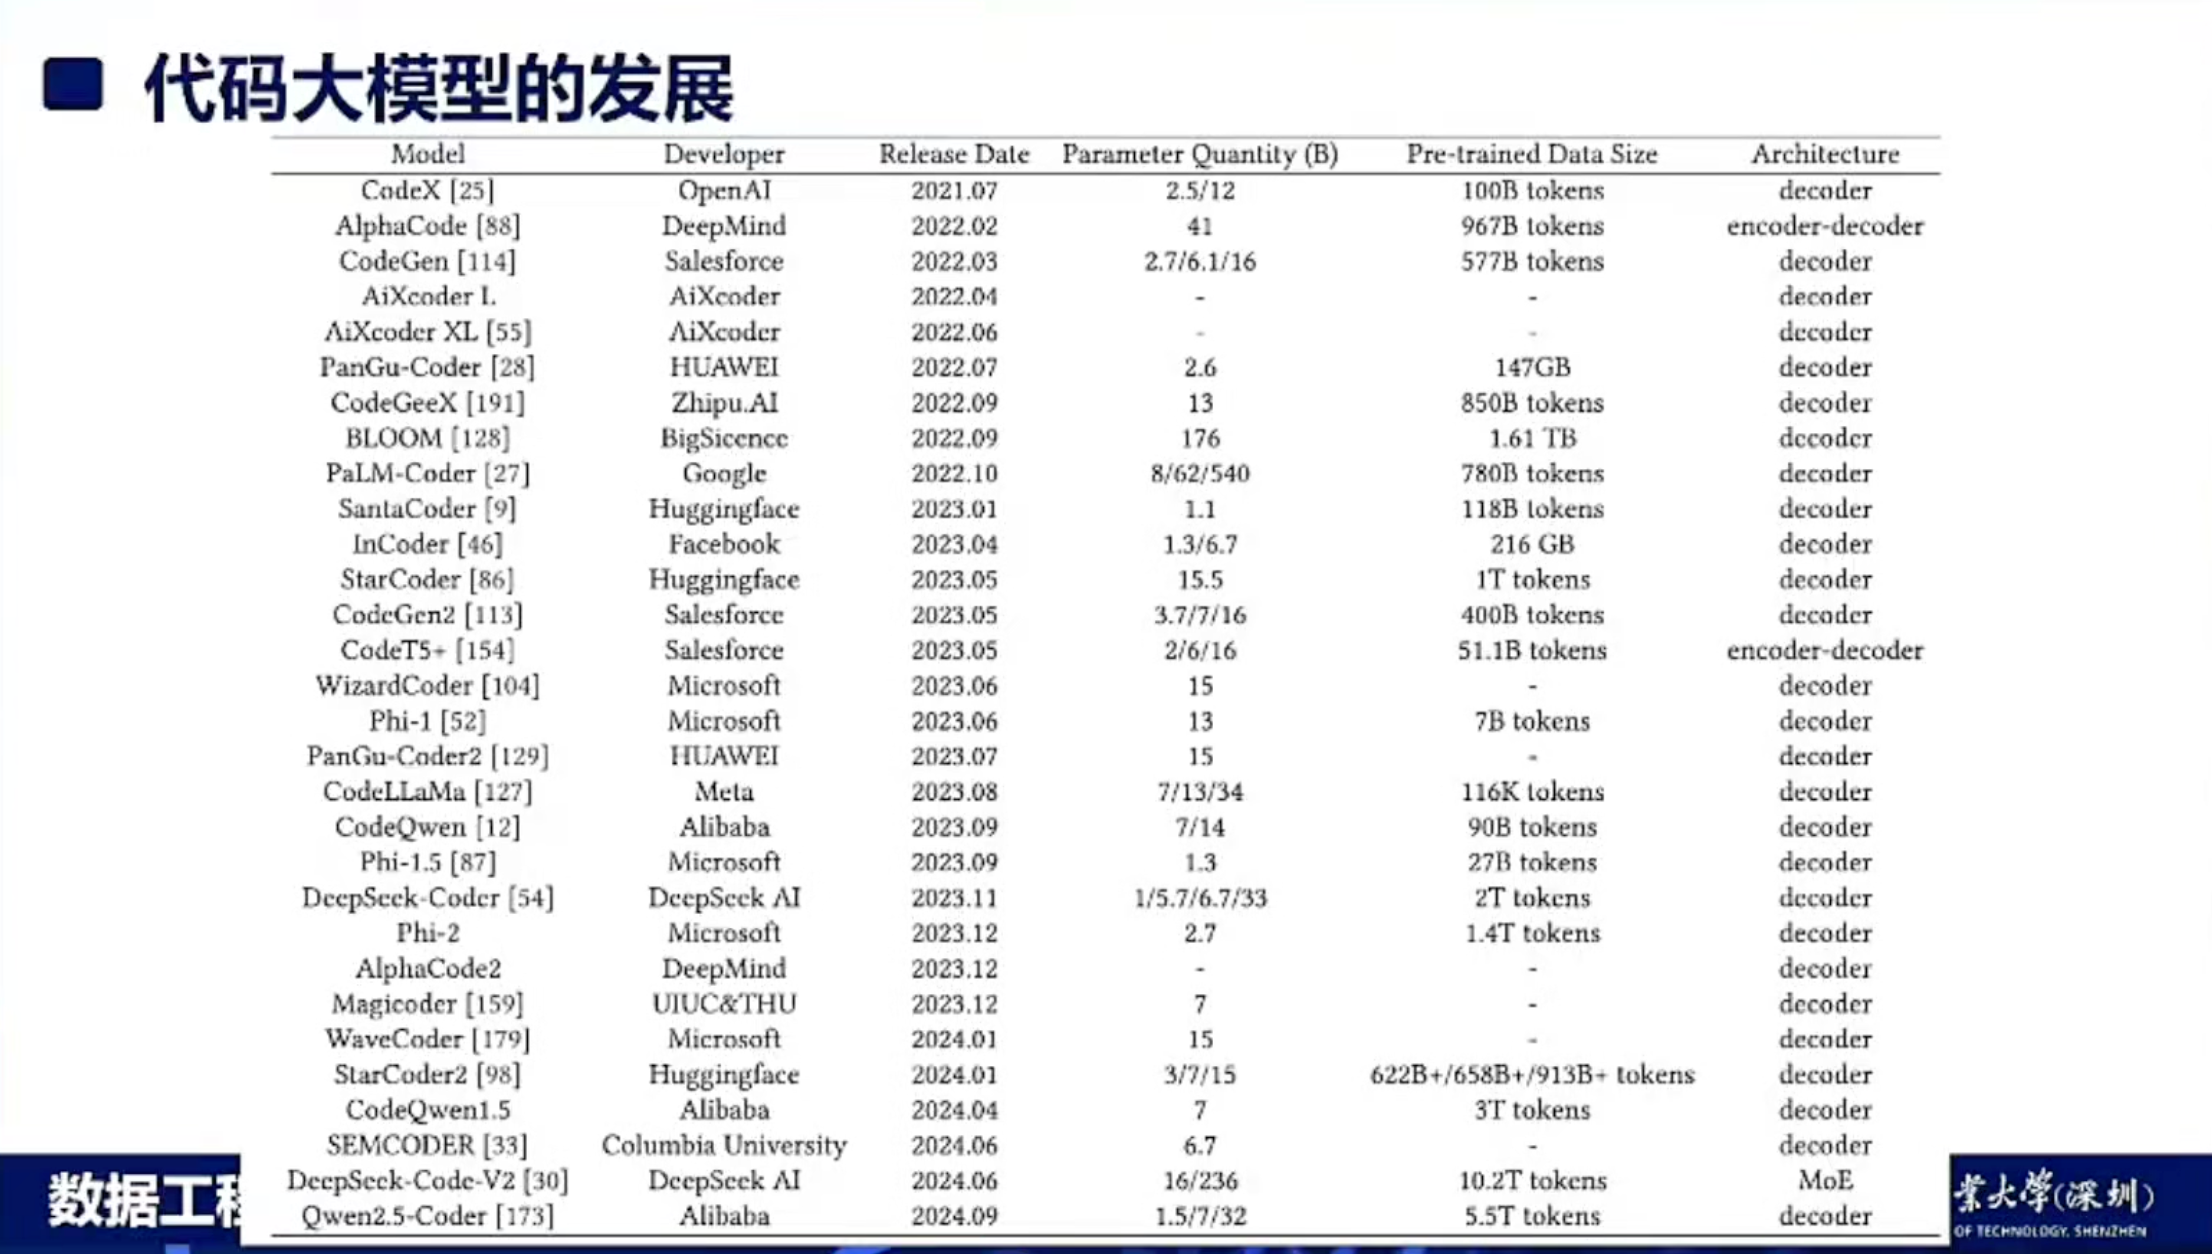 代码大模型的发展
Model Developer Release Date Parameter Quantity (B) Pre-trained Data Size Architecture
CodeX [25] OpenAI 2021.07 2.5/12 100B tokens decoder
AlphaCode [88] DeepMind 2022.02 41 967B tokens encoder-decoder
CodeGen [114] Salesforce 2022.03 2.7/6.1/16 577B tokens decoder
AiXcoder L AiXcoder 2022.04 - - decoder
AiXcoder XL [55] AiXcoder 2022.06 - - decoder
PanGu-Coder [28] HUAWEI 2022.07 2.6 147GB decoder
CodeGeeX [191] Zhipu.AI 2022.09 13 850B tokens decoder
BLOOM [128] BigSicence 2022.09 176 1.61 TB decoder
PaLM-Coder [27] Google 2022.10 8/62/540 780B tokens decoder
SantaCoder [9] Huggingface 2023.01 1.1 118B tokens decoder
InCoder [46] Facebook 2023.04 1.3/6.7 216 GB decoder
StarCoder [86] Huggingface 2023.05 15.5 1T tokens decoder
CodeGen2 [113] Salesforce 2023.05 3.7/7/16 400B tokens decoder
CodeT5+ [154] Salesforce 2023.05 2/6/16 51.1B tokens encoder-decoder
WizardCoder [104] Microsoft 2023.06 15 - decoder
Phi-1 [52] Microsoft 2023.06 13 7B tokens decoder
PanGu-Coder2 [129] HUAWEI 2023.07 15 - decoder
CodeLLaMa [127] Meta 2023.08 7/13/34 116K tokens decoder
CodeQwen [12] Alibaba 2023.09 7/14 90B tokens decoder
Phi-1.5 [87] Microsoft 2023.09 1.3 27B tokens decoder
DeepSeek-Coder [54] DeepSeek AI 2023.11 1/5.7/6.7/33 2T tokens decoder
Phi-2 Microsoft 2023.12 2.7 1.4T tokens decoder
AlphaCode2 DeepMind 2023.12 - - decoder
Magicoder [159] UIUC&THU 2023.12 7 - decoder
WaveCoder [179] Microsoft 2024.01 15 - decoder
StarCoder2 [98] Huggingface 2024.01 3/7/15 622B+/658B+/913B+ tokens decoder
CodeQwen1.5 Alibaba 2024.04 7 3T tokens decoder
SEMCODER [33] Columbia University 2024.06 6.7 - decoder
DeepSeek-Code-V2 [30] DeepSeek AI 2024.06 16/236 10.2T tokens MoE
Qwen2.5-Coder [173] Alibaba 2024.09 1.5/7/32 5.5T tokens decoder
数据工程
業大學(深圳)
OF TECHNOLOGY, SHENZHEN